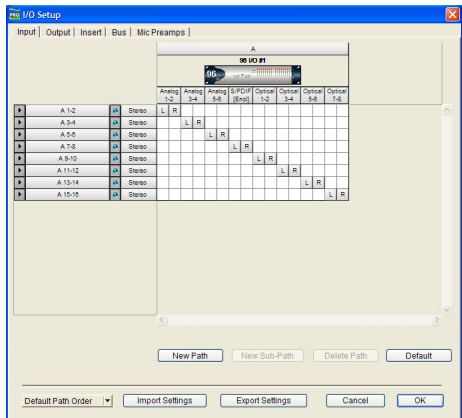 I/O Setup
Input Output Insert Bus Mic Preamps
A
96 I/O #1
96
Analog 1-2 Analog 3-4 Analog 5-6 S/PDIF [Encl] Optical 1-2 Optical 3-4 Optical 5-6 Optical 7-8
A 1-2 Stereo L R
A 3-4 Stereo L R
A 5-6 Stereo L R
A 7-8 Stereo L R
A 9-10 Stereo L R
A 11-12 Stereo L R
A 13-14 Stereo L R
A 15-16 Stereo L R
New Path New Sub-Path Delete Path Default
Default Path Order Import Settings Export Settings Cancel OK